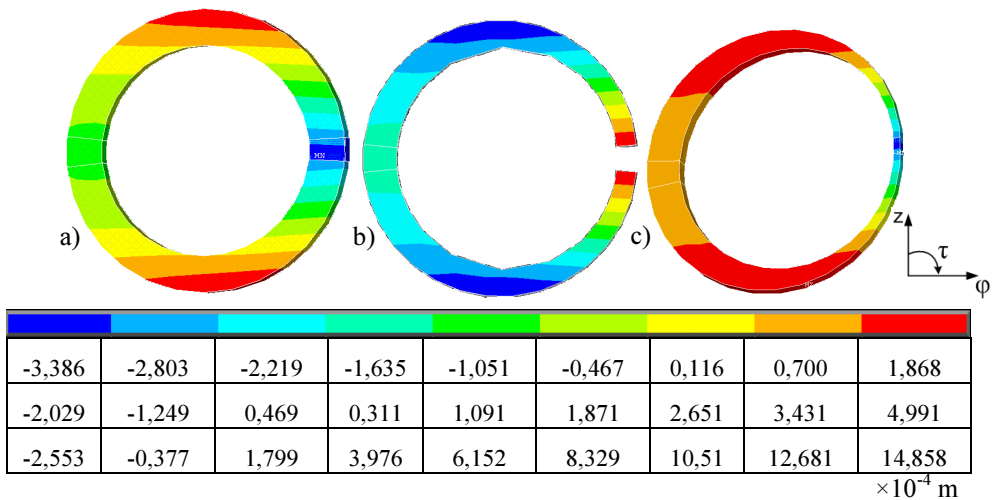 MN
a)
b)
c)
z
τ
φ
-3,386 -2,803 -2,219 -1,635 -1,051 -0,467 0,116 0,700 1,868
-2,029 -1,249 0,469 0,311 1,091 1,871 2,651 3,431 4,991
-2,553 -0,377 1,799 3,976 6,152 8,329 10,51 12,681 14,858
×10⁻⁴ m